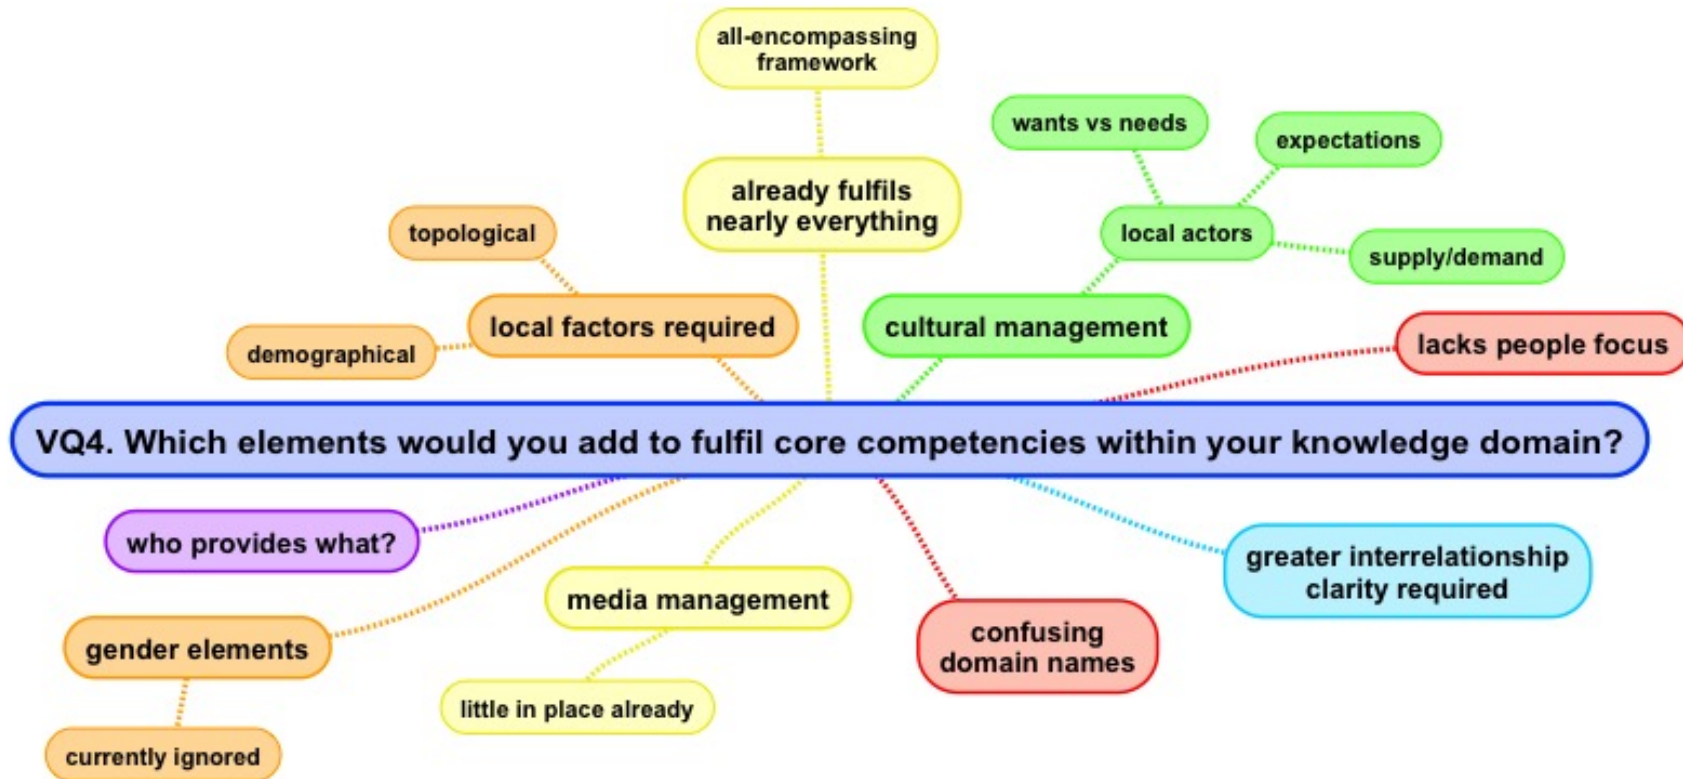 all-encompassing
framework
wants vs needs
expectations
already fulfils
nearly everything
topological
local actors
supply/demand
local factors required
cultural management
demographical
lacks people focus
VQ4. Which elements would you add to fulfil core competencies within your knowledge domain?
who provides what?
greater interrelationship
clarity required
media management
gender elements
confusing
domain names
little in place already
currently ignored